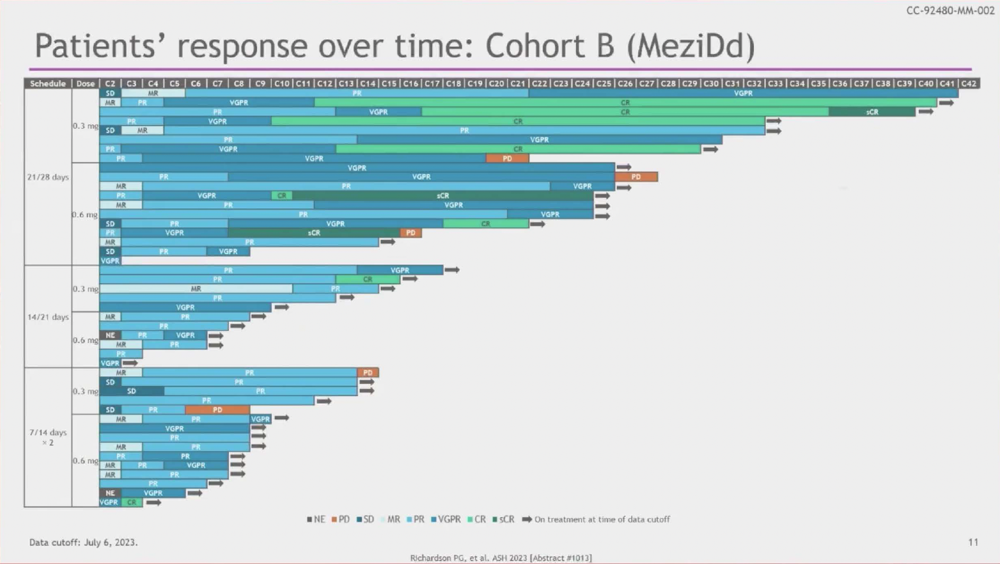 CC-92480-MM-002
Patients' response over time: Cohort B (MeziDd)
Schedule Dose C2 C3 C4 C5 C6 C7 C8 C9 C10 C11 C12 C13 C14 C15 C16 C17 C18 C19 C20 C21 C22 C23 C24 C25 C26 C27 C28 C29 C30 C31 C32 C33 C34 C35 C36 C37 C38 C39 C40 C41 C42
SD MR PR VGPR
MR PR VGPR CR
PR VGPR CR sCR
PR VGPR CR
0.3 mg
SD MR PR
PR VGPR
PR VGPR CR
PR VGPR PD
VGPR
21/28 days
PR VGPR PD
MR PR VGPR
PR VGPR CR sCR
MR PR VGPR
0.6 mg
PR VGPR
SD PR VGPR CR
PR VGPR sCR PD
MR PR
SD PR VGPR
VGPR
PR VGPR
PR CR
0.3 mg
MR PR
PR
VGPR
14/21 days
MR PR
PR
NE PR VGPR
0.6 mg
MR PR
PR
VGPR
MR PR PD
SD PR
0.3 mg
SD PR
PR
SD PR PD
MR PR VGPR
VGPR
7/14 days
× 2
PR
MR PR
PR PR
0.6 mg
MR PR VGPR
MR PR
PR
NE VGPR
VGPR CR
NE PD SD MR PR VGPR CR sCR On treatment at time of data cutoff
Data cutoff: July 6, 2023.
11
Richardson PG, et al. ASH 2023 [Abstract #1013]